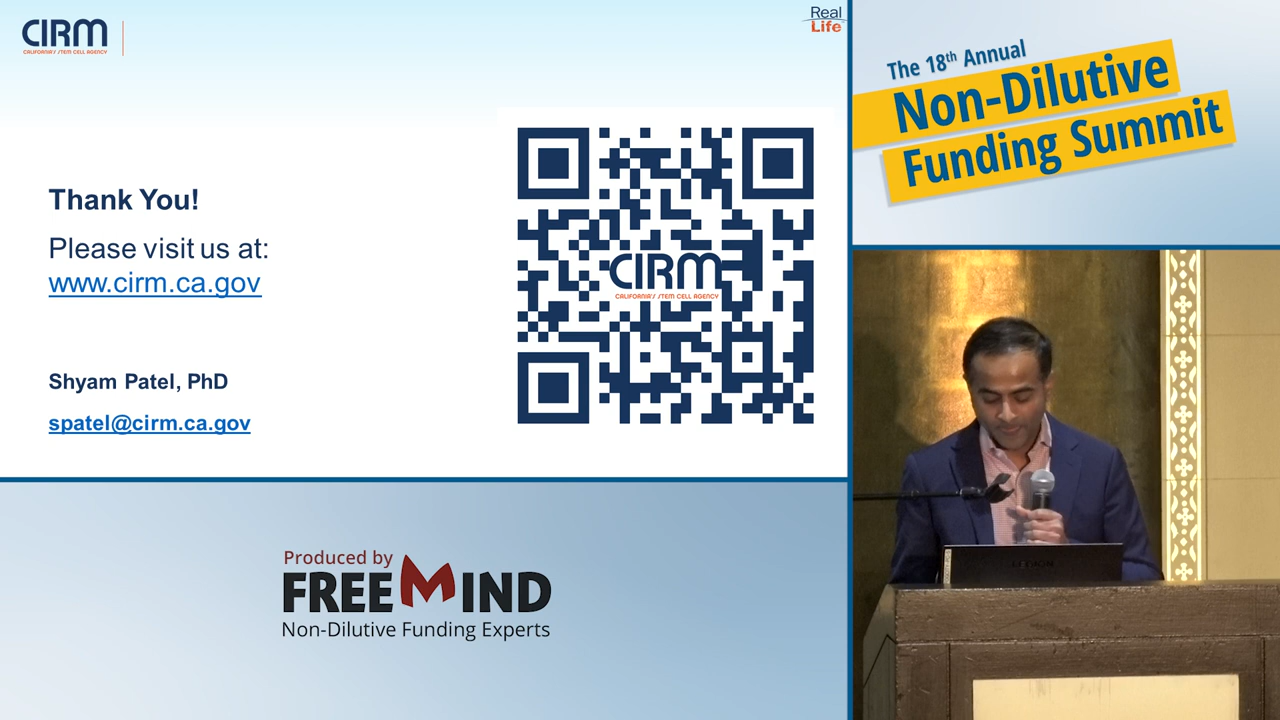 CIRM
CALIFORNIA'S STEM CELL AGENCY
Real
Life
Thank You!
Please visit us at:
www.cirm.ca.gov
Shyam Patel, PhD
spatel@cirm.ca.gov
CIRM
CALIFORNIA'S STEM CELL AGENCY
The 18th Annual
Non-Dilutive
Funding Summit
Produced by
FREEMIND
Non-Dilutive Funding Experts
LEGION